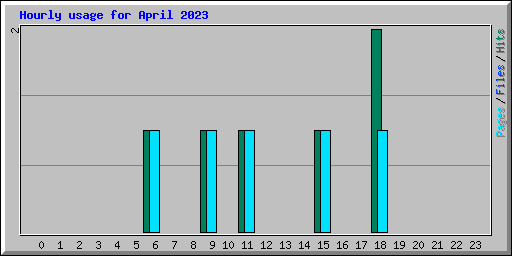 Hourly usage for April 2023
2
Pages/Files/Hits
0 1 2 3 4 5 6 7 8 9 10 11 12 13 14 15 16 17 18 19 20 21 22 23